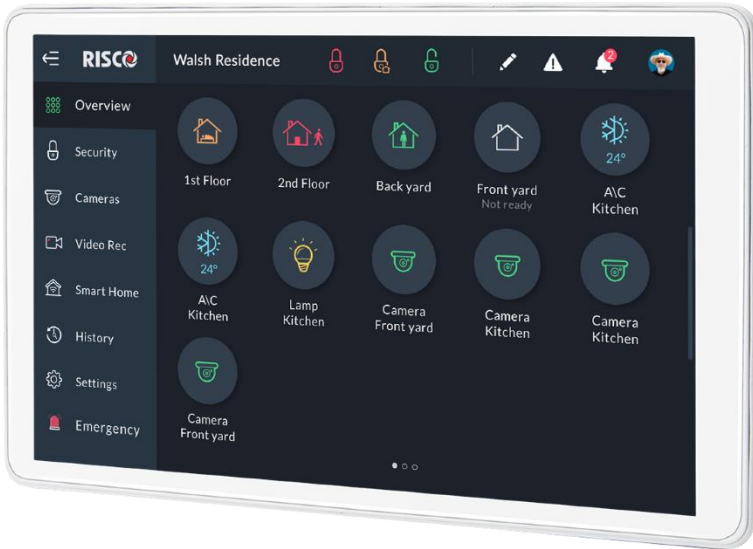 RISCO
Walsh Residence
2
Overview
Security
Cameras
Video Rec
Smart Home
History
Settings
Emergency
1st Floor
2nd Floor
Back yard
Front yard
Not ready
24°
A\C
Kitchen
24°
A\C
Kitchen
Lamp
Kitchen
Camera
Front yard
Camera
Kitchen
Camera
Kitchen
Camera
Front yard